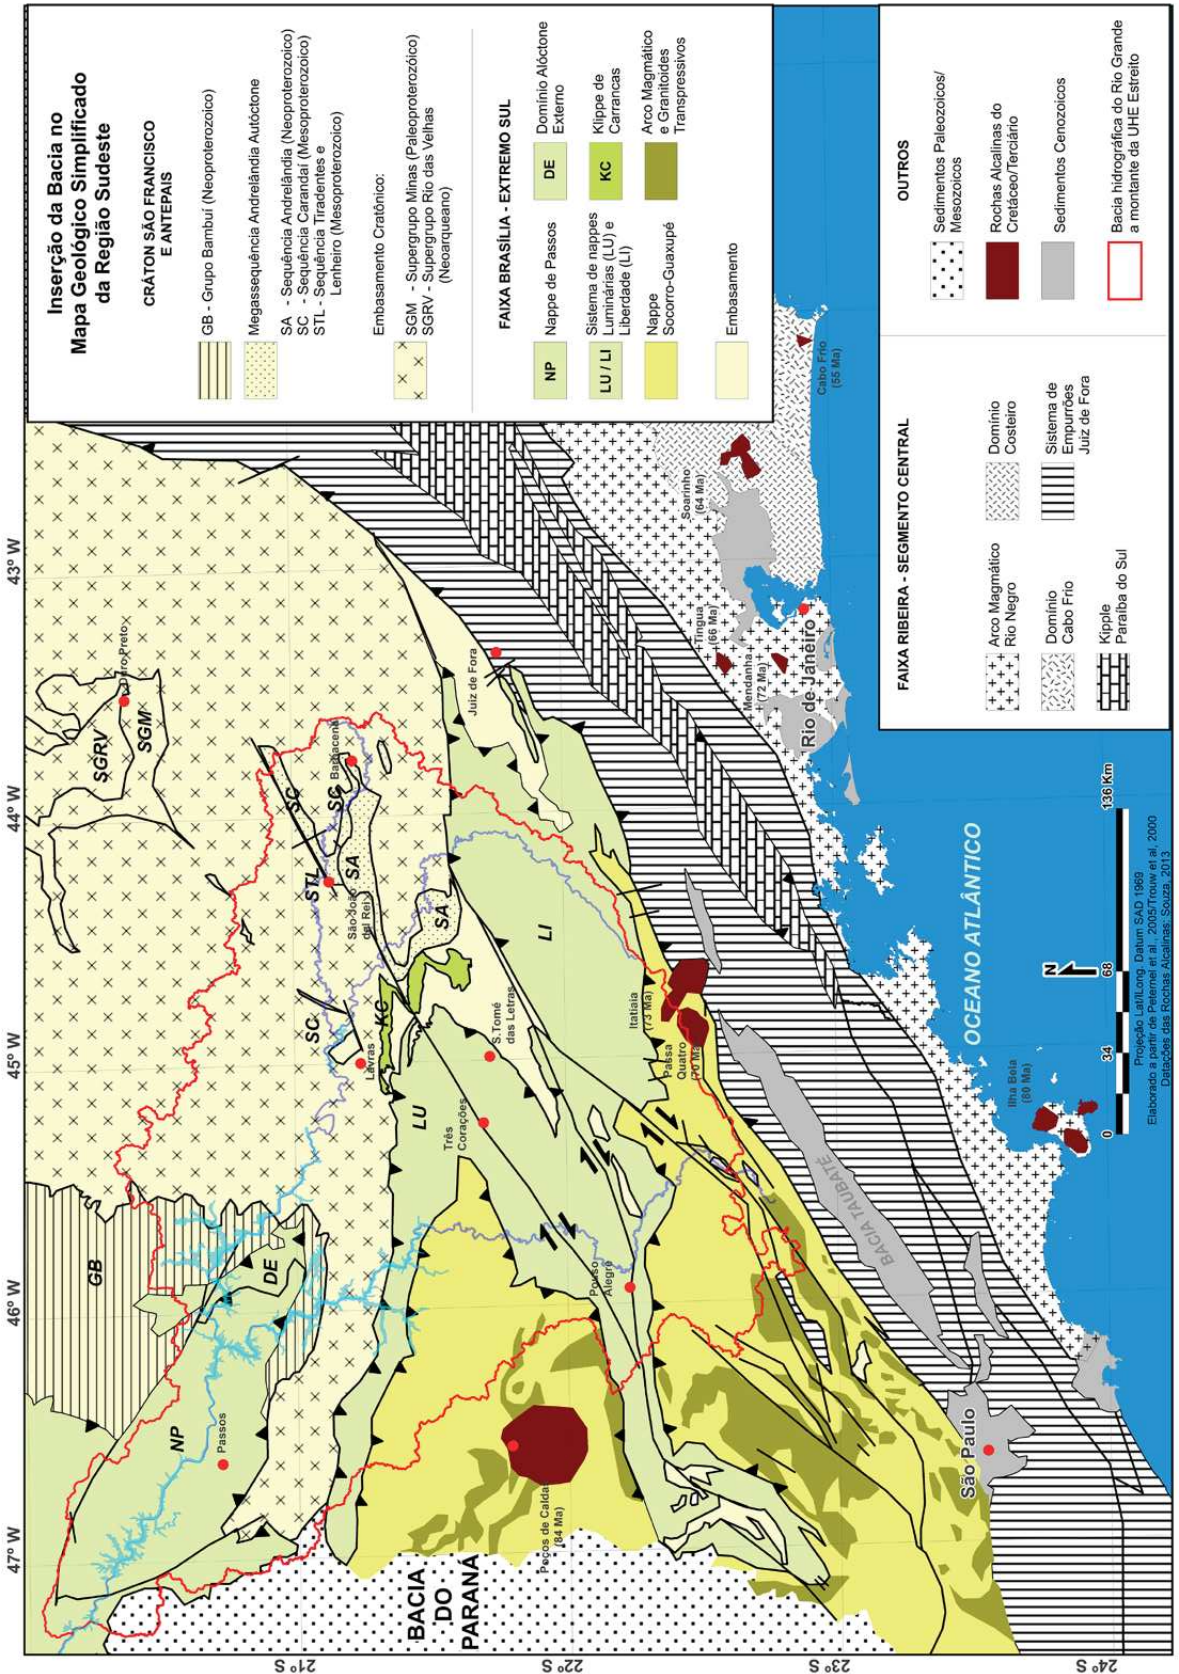 Inserção da Bacia no
Mapa Geológico Simplificado
da Região Sudeste
CRÁTON SÃO FRANCISCO
E ANTEPAIS
GB - Grupo Bambuí (Neoproterozoico)
Megassequência Andrelândia Autóctone
SA - Sequência Andrelândia (Neoproterozoico)
SC - Sequência Carandaí (Mesoproterozoico)
STL - Sequência Tiradentes e
Lenheiro (Mesoproterozoico)
Embasamento Cratônico:
SGM - Supergrupo Minas (Paleoproterozóico)
SGRV - Supergrupo Rio das Velhas
(Neoarqueano)
FAIXA BRASÍLIA - EXTREMO SUL
NP
Nappe de Passos
LU / LI
Sistema de nappes
Luminárias (LU) e
Liberdade (LI)
Nappe
Socorro-Guaxupé
Embasamento
DE
Domínio Alóctone
Externo
KC
Klippe de
Carrancas
Arco Magmático
e Granitoides
Transpressivos
FAIXA RIBEIRA - SEGMENTO CENTRAL
Arco Magmático
Rio Negro
Domínio
Cabo Frio
Kipple
Paraíba do Sul
Domínio
Costeiro
Sistema de
Empurrões
Juiz de Fora
OUTROS
Sedimentos Paleozoicos/
Mesozoicos
Rochas Alcalinas do
Cretáceo/Terciário
Sedimentos Cenozoicos
Bacia hidrográfica do Rio Grande
a montante da UHE Estreito
47º W
46º W
45º W
44º W
43º W
21º S
22º S
23º S
24º S
GB
NP
DE
Passos
SGRV
SGM
Ouro Preto
SC
SC
Barbacena
STL
SA
São João
del Rei
SA
SC
Lavras
KC
LU
LI
S.Tomé
das Letras
Três
Corações
Juiz de Fora
Pouso
Alegre
Poços de Caldas
(84 Ma)
BACIA
DO
PARANA
Itatiaia
(73 Ma)
Passa
Quatro
(70 Ma)
BACIA TAUBATÉ
São Paulo
Ilha Bela
(80 Ma)
Rio de Janeiro
Mendanha
(72 Ma)
Tinguá
(66 Ma)
Soarinho
(64 Ma)
Cabo Frio
(55 Ma)
OCEANO ATLÂNTICO
N
0 34 68 136 Km
Projeção Lat/Long. Datum SAD 1969
Elaborado a partir de Peternel et al., 2005/Trouw et al, 2000
Datações das Rochas Alcalinas: Souza, 2013